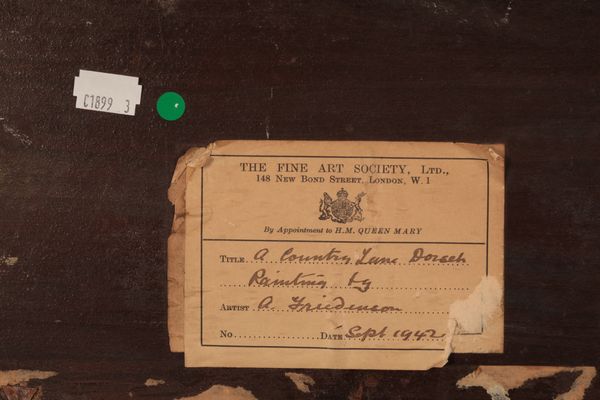 C1899 3
THE FINE ART SOCIETY, LTD.,
148 NEW BOND STREET, LONDON, W.1
By Appointment to H.M. QUEEN MARY
TITLE A Country Lane Dorset
Painting by
ARTIST A. Friedenson
No DATE Sept 1942